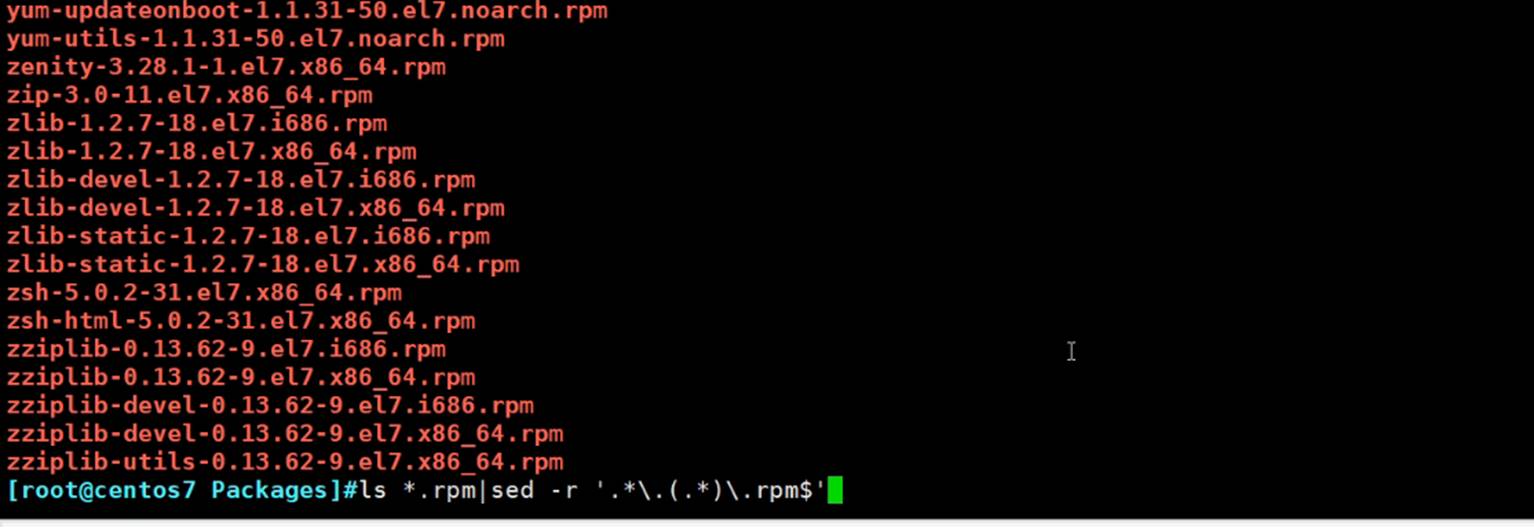 yum-updateonboot-1.1.31-50.el7.noarch.rpm
yum-utils-1.1.31-50.el7.noarch.rpm
zenity-3.28.1-1.el7.x86_64.rpm
zip-3.0-11.el7.x86_64.rpm
zlib-1.2.7-18.el7.i686.rpm
zlib-1.2.7-18.el7.x86_64.rpm
zlib-devel-1.2.7-18.el7.i686.rpm
zlib-devel-1.2.7-18.el7.x86_64.rpm
zlib-static-1.2.7-18.el7.i686.rpm
zlib-static-1.2.7-18.el7.x86_64.rpm
zsh-5.0.2-31.el7.x86_64.rpm
zsh-html-5.0.2-31.el7.x86_64.rpm
zziplib-0.13.62-9.el7.i686.rpm
zziplib-0.13.62-9.el7.x86_64.rpm
zziplib-devel-0.13.62-9.el7.i686.rpm
zziplib-devel-0.13.62-9.el7.x86_64.rpm
zziplib-utils-0.13.62-9.el7.x86_64.rpm
[root@centos7 Packages]#ls *.rpm|sed -r '.*\.(.*)\.rpm$'